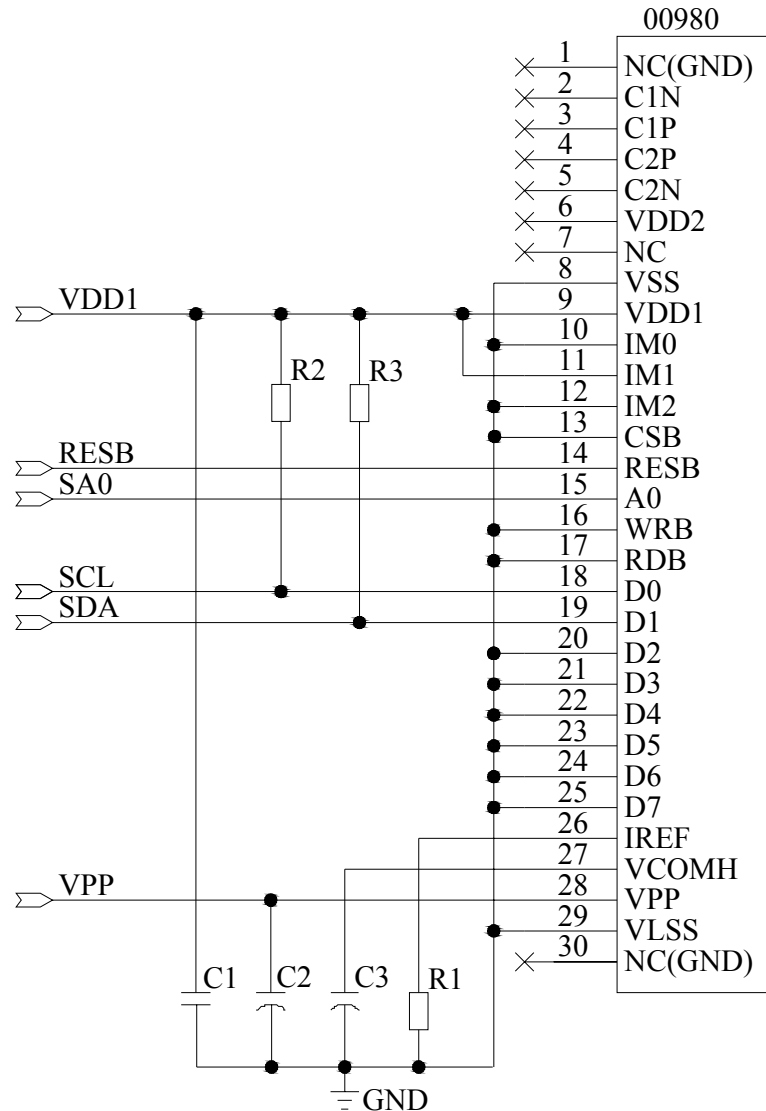 00980
1 NC(GND)
2 C1N
3 C1P
4 C2P
5 C2N
6 VDD2
7 NC
8 VSS
VDD1 9 VDD1
10 IM0
R2 R3 11 IM1
12 IM2
13 CSB
RESB 14 RESB
SA0 15 A0
16 WRB
17 RDB
SCL 18 D0
SDA 19 D1
20 D2
21 D3
22 D4
23 D5
24 D6
25 D7
26 IREF
27 VCOMH
VPP 28 VPP
29 VLSS
30 NC(GND)
C1 C2 C3 R1
GND